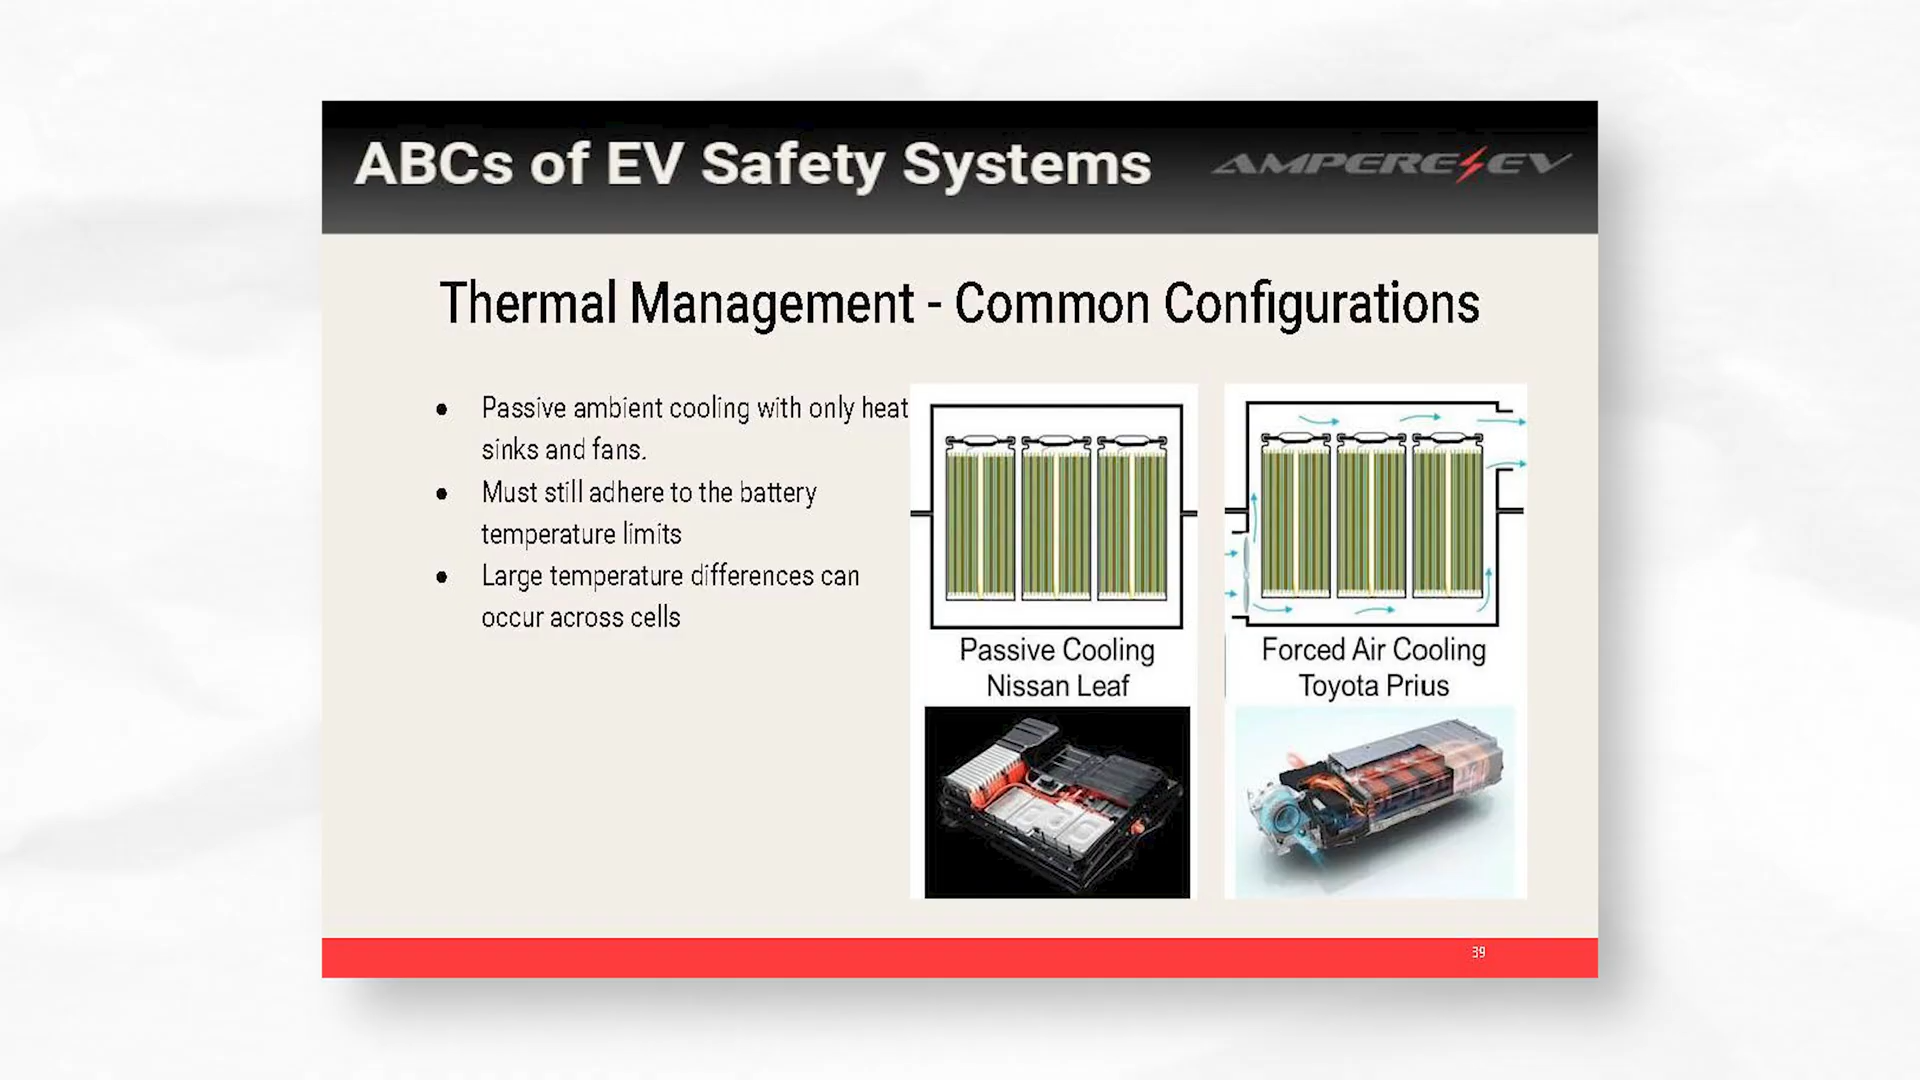 ABCs of EV Safety Systems
AMPERE EV
Thermal Management - Common Configurations
● Passive ambient cooling with only heat
sinks and fans.
● Must still adhere to the battery
temperature limits
● Large temperature differences can
occur across cells
Passive Cooling
Nissan Leaf
Forced Air Cooling
Toyota Prius
39